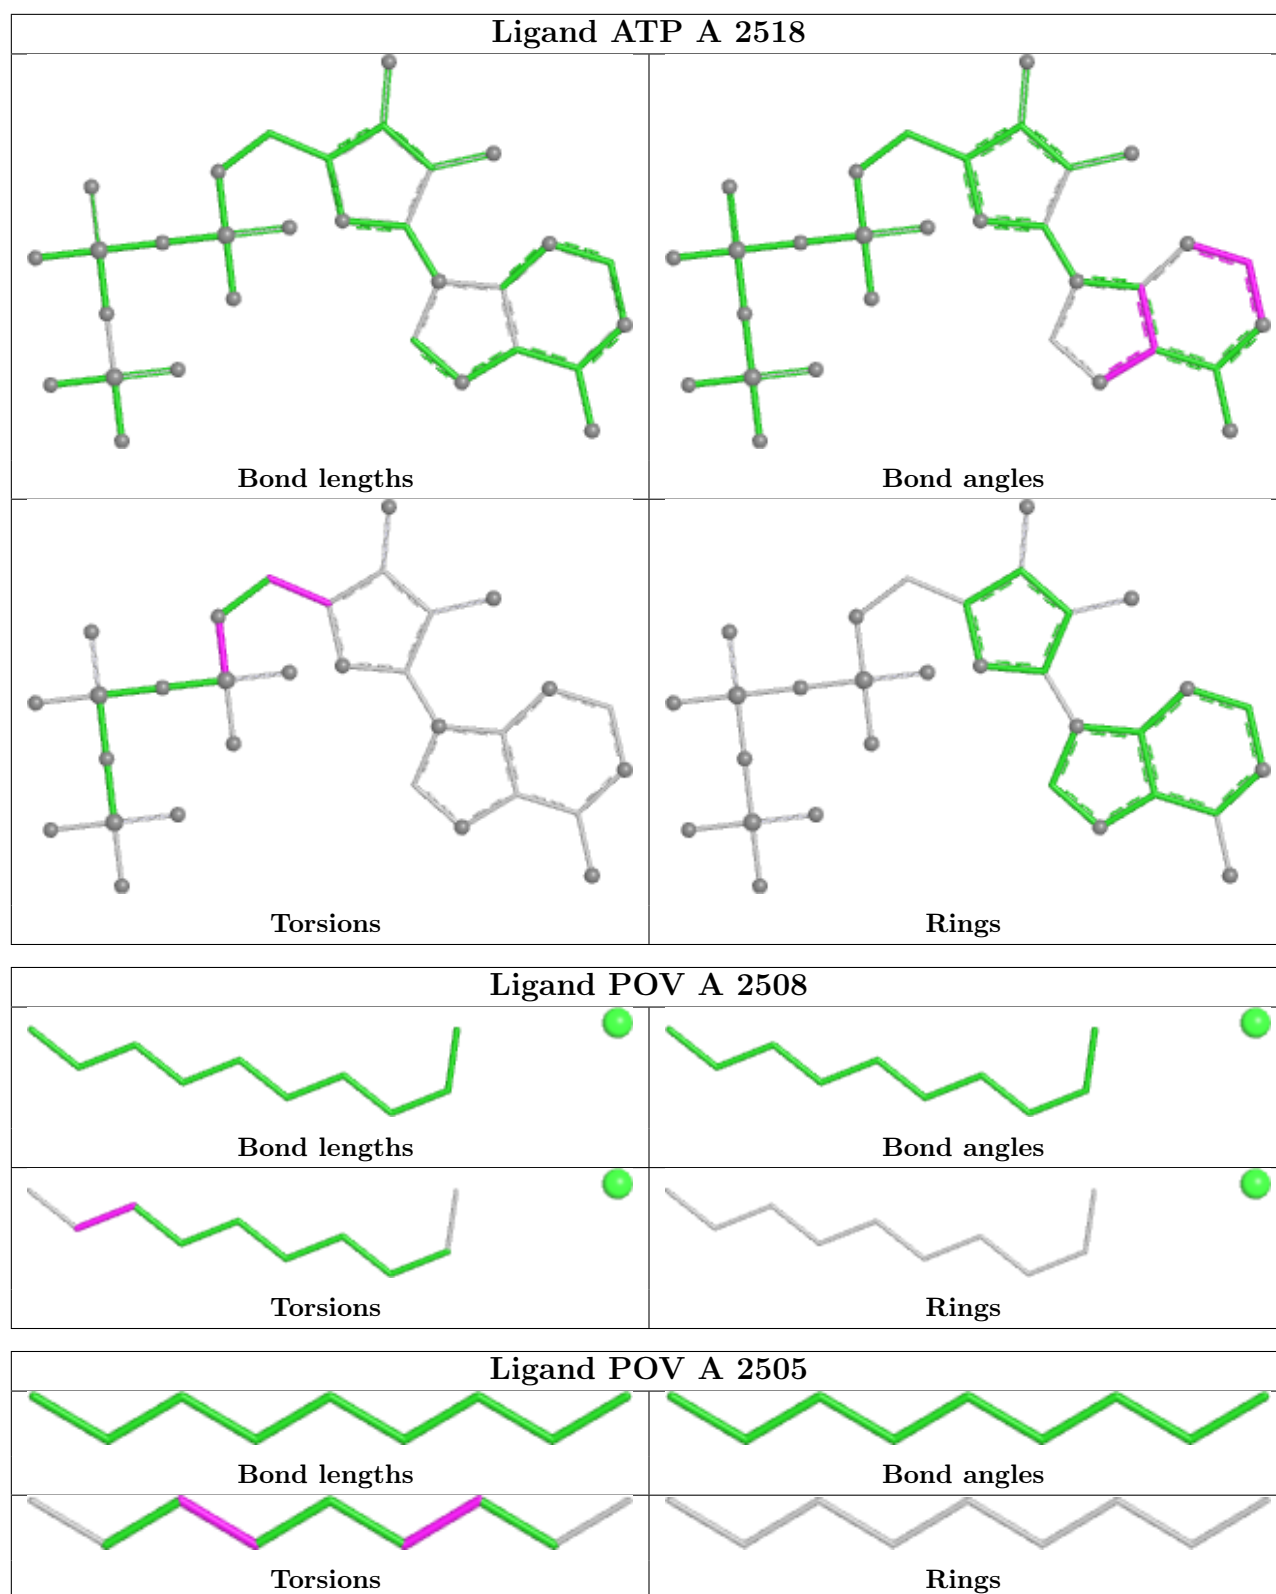 Ligand ATP A 2518
Bond lengths
Bond angles
Torsions
Rings
Ligand POV A 2508
Bond lengths
Bond angles
Torsions
Rings
Ligand POV A 2505
Bond lengths
Bond angles
Torsions
Rings